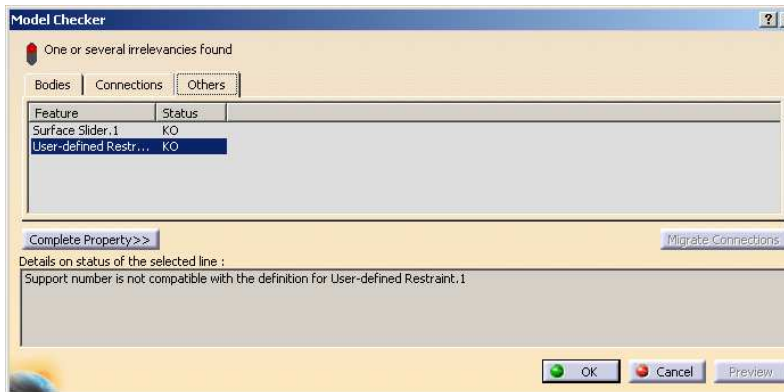 Model Checker
?
One or several irrelevancies found
Bodies Connections Others
Feature Status
Surface Slider.1 KO
User-defined Restr... KO
Complete Property>> Migrate Connections
Details on status of the selected line :
Support number is not compatible with the definition for User-defined Restraint.1
OK Cancel Preview